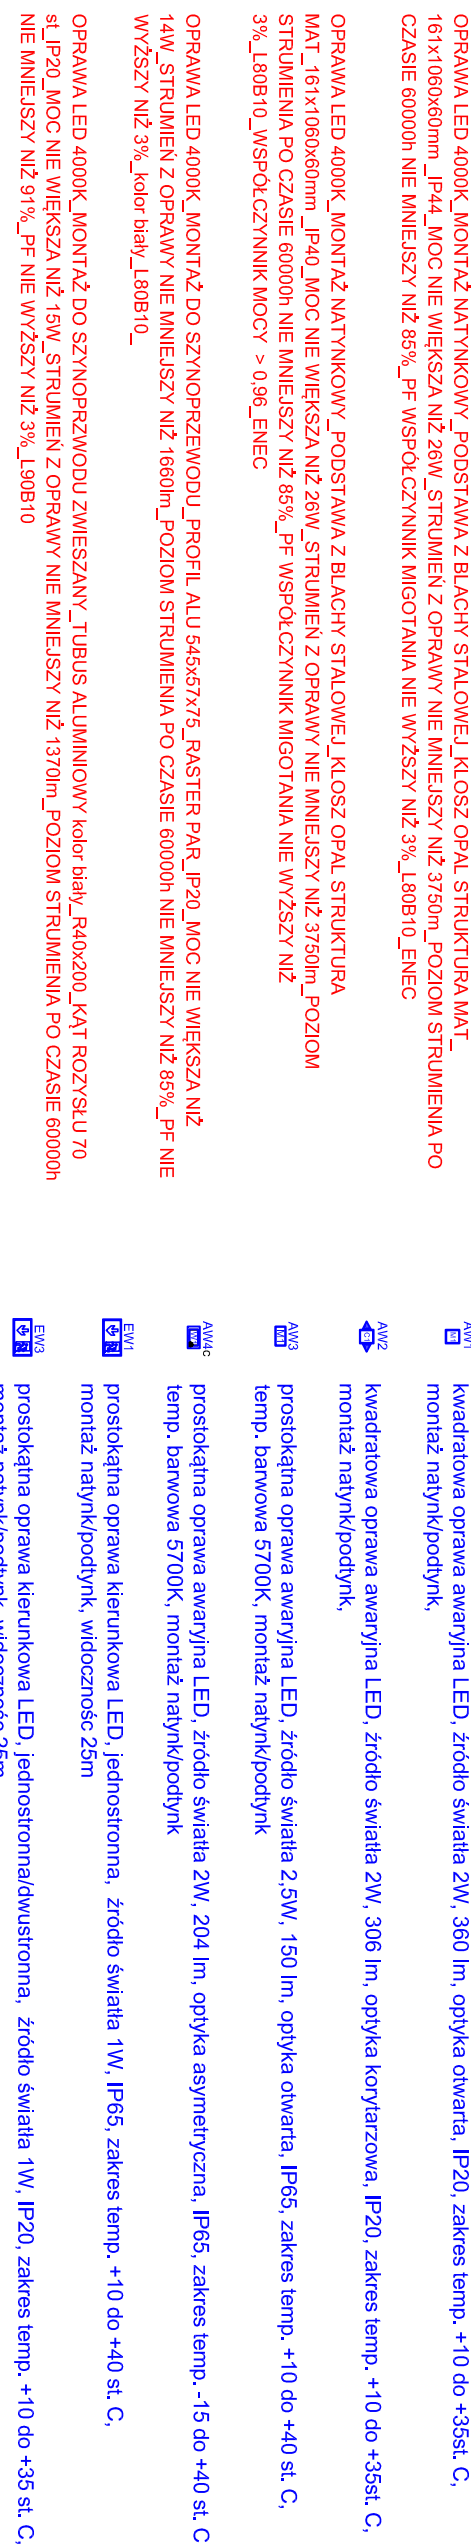 OPRAWA LED 4000K_MONTAŻ NATYNKOWY_PODSTAWA Z BLACHY STALOWEJ_KLOSZ OPAL STRUKTURA MAT_
161x1060x60mm _IP44_MOC NIE WIĘKSZA NIŻ 26W_STRUMIEŃ Z OPRAWY NIE MNIEJSZY NIŻ 3750m_POZIOM STRUMIENIA PO
CZASIE 60000h NIE MNIEJSZY NIŻ 85%_PF WSPÓŁCZYNNIK MIGOTANIA NIE WYŻSZY NIŻ 3%_L80B10_ENEC
OPRAWA LED 4000K_MONTAŻ NATYNKOWY_PODSTAWA Z BLACHY STALOWEJ_KLOSZ OPAL STRUKTURA
MAT_161x1060x60mm _IP40_MOC NIE WIĘKSZA NIŻ 26W_STRUMIEŃ Z OPRAWY NIE MNIEJSZY NIŻ 3750lm_POZIOM
STRUMIENIA PO CZASIE 60000h NIE MNIEJSZY NIŻ 85%_PF WSPÓŁCZYNNIK MIGOTANIA NIE WYŻSZY NIŻ
3%_L80B10_WSPÓŁCZYNNIK MOCY > 0,96_ENEC
OPRAWA LED 4000K_MONTAŻ DO SZYNOPRZEWODU_PROFIL ALU 545x57x75_RASTER PAR_IP20_MOC NIE WIĘKSZA NIŻ
14W_STRUMIEŃ Z OPRAWY NIE MNIEJSZY NIŻ 1660lm_POZIOM STRUMIENIA PO CZASIE 60000h NIE MNIEJSZY NIŻ 85%_PF NIE
WYŻSZY NIŻ 3%_kolor biały_L80B10_
OPRAWA LED 4000K_MONTAŻ DO SZYNOPRZWODU ZWIESZANY_TUBUS ALUMINIOWY kolor biały_R40x200_KĄT ROZYSŁU 70
st_IP20_MOC NIE WIĘKSZA NIŻ 15W_STRUMIEŃ Z OPRAWY NIE MNIEJSZY NIŻ 1370lm_POZIOM STRUMIENIA PO CZASIE 60000h
NIE MNIEJSZY NIŻ 91%_PF NIE WYŻSZY NIŻ 3%_L90B10
AW1
kwadratowa oprawa awaryjna LED, źródło światła 2W, 360 lm, optyka otwarta, IP20, zakres temp. +10 do +35st. C,
montaż natynk/podtynk,
AW2
kwadratowa oprawa awaryjna LED, źródło światła 2W, 306 lm, optyka korytarzowa, IP20, zakres temp. +10 do +35st. C,
montaż natynk/podtynk,
AW3
prostokątna oprawa awaryjna LED, źródło światła 2,5W, 150 lm, optyka otwarta, IP65, zakres temp. +10 do +40 st. C,
temp. barwowa 5700K, montaż natynk/podtynk
AW4c
prostokątna oprawa awaryjna LED, źródło światła 2W, 204 lm, optyka asymetryczna, IP65, zakres temp. -15 do +40 st. C
temp. barwowa 5700K, montaż natynk/podtynk
EW1
prostokątna oprawa kierunkowa LED, jednostronna, źródło światła 1W, IP65, zakres temp. +10 do +40 st. C,
montaż natynk/podtynk, widoczność 25m
EW3
prostokątna oprawa kierunkowa LED, jednostronna/dwustronna, źródło światła 1W, IP20, zakres temp. +10 do +35 st. C,
montaż natynk/podtynk, widoczność 25m